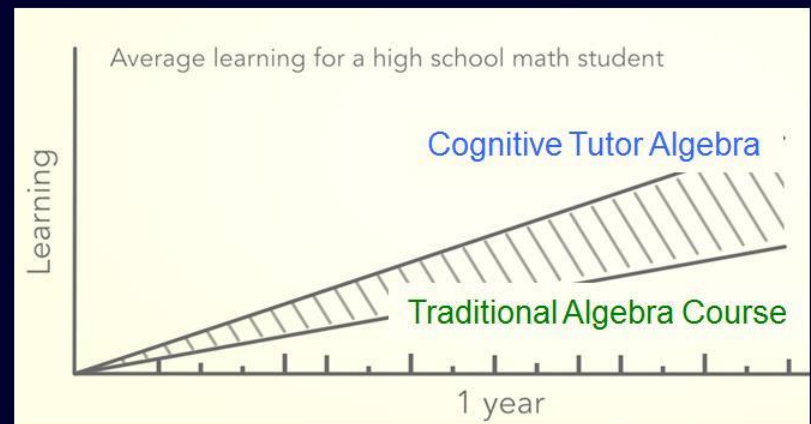 Average learning for a high school math student
Cognitive Tutor Algebra
Learning
Traditional Algebra Course
1 year